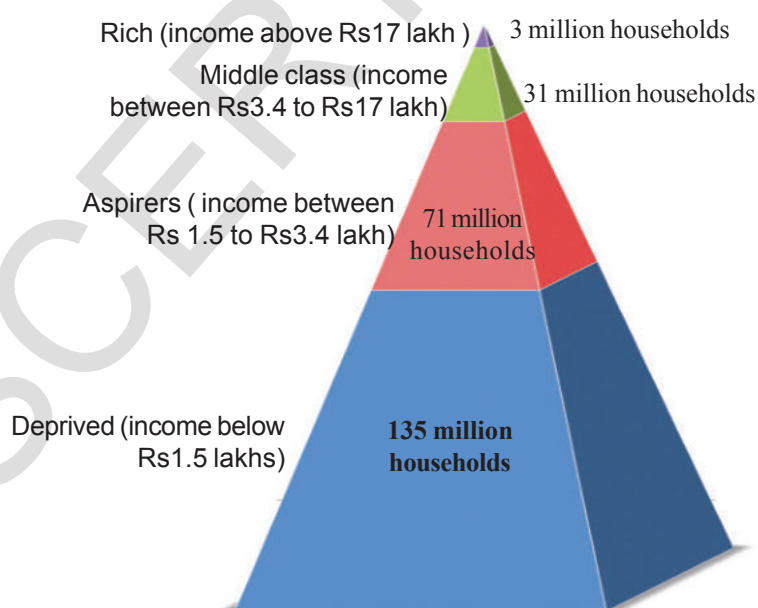 Rich (income above Rs17 lakh )
3 million households
Middle class (income
between Rs3.4 to Rs17 lakh)
31 million households
Aspirers ( income between
Rs 1.5 to Rs3.4 lakh)
71 million
households
Deprived (income below
Rs1.5 lakhs)
135 million
households
SCERT